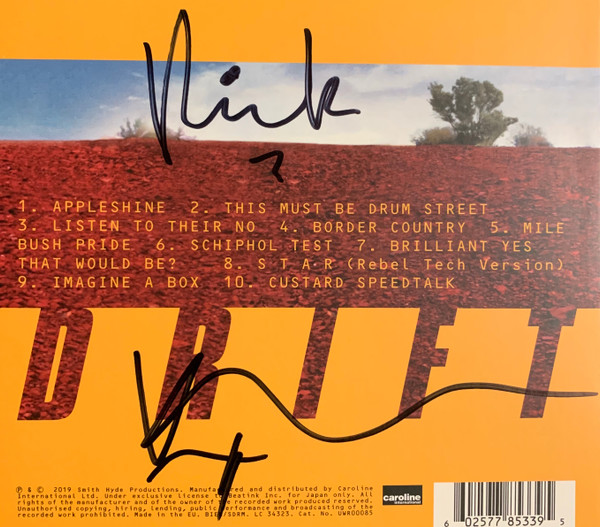 Rick
1. APPLESHINE 2. THIS MUST BE DRUM STREET
3. LISTEN TO THEIR NO 4. BORDER COUNTRY 5. MILE
BUSH PRIDE 6. SCHIPHOL TEST 7. BRILLIANT YES
THAT WOULD BE? 8. S T A R (Rebel Tech Version)
9. IMAGINE A BOX 10. CUSTARD SPEEDTALK
DRIFT
℗ & © 2019 Smith Hyde Productions. Manufactured and distributed by Caroline
International Ltd. Under exclusive license to Beatink Inc. for Japan only. All
rights of the manufacturer and of the owner of the recorded work produced reserved.
Unauthorised copying, hiring, lending, public performance and broadcasting of the
recorded work prohibited. Made in the EU. BIEM/SDRM. LC 34323. Cat. No. UWR00085
caroline
international
6 02577 85339 5